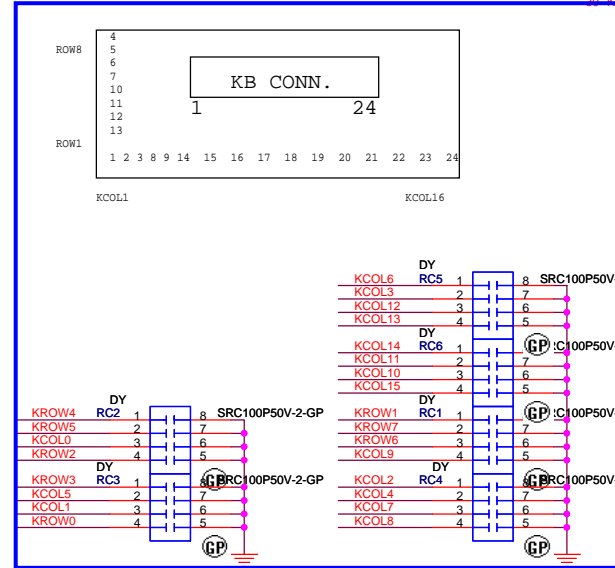 4
ROW8 5
6
7
10
11
12
13
ROW1
KB CONN.
1 24
1 2 3 8 9 14 15 16 17 18 19 20 21 22 23 24
KCOL1 KCOL16
DY
KCOL6 RC5 1 8 SRC100P50V-
KCOL3 2 7
KCOL12 3 6
KCOL13 4 5
DY GP
KCOL14 RC6 1 C100P50V-
KCOL11 2 7
KCOL10 3 6
KCOL15 4 5
DY GP
KROW1 RC1 1 C100P50V-
KROW7 2 7
KROW6 3 6
KCOL9 4 5
DY
KCOL2 RC4 1 8 RC100P50V-
KCOL4 2 7
KCOL7 3 6
KCOL8 4 5
GP
DY
KROW4 RC2 1 8 SRC100P50V-2-GP
KROW5 2 7
KCOL0 3 6
KROW2 4 5
DY
KROW3 RC3 1 8 RC100P50V-2-GP
KCOL5 2 7
KCOL1 3 6
KROW0 4 5
GP